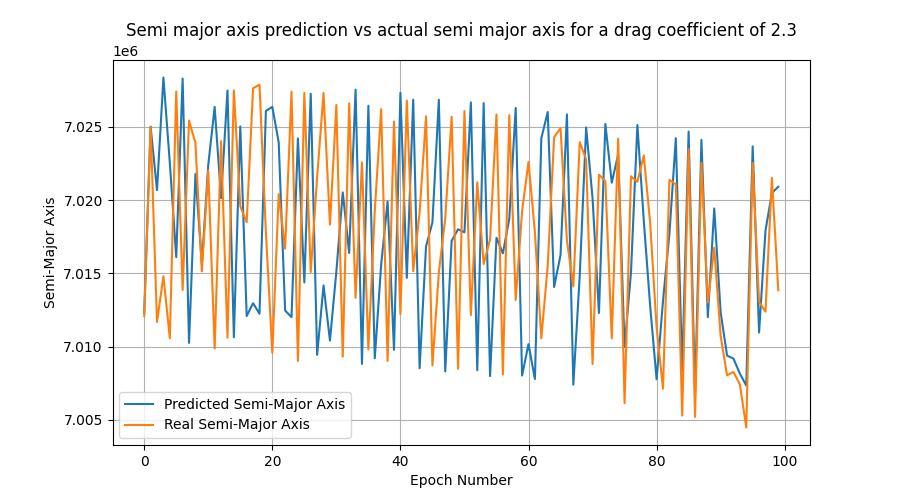 Semi major axis prediction vs actual semi major axis for a drag coefficient of 2.3
1e6
7.025
7.020
7.015
7.010
7.005
Semi-Major Axis
Predicted Semi-Major Axis
Real Semi-Major Axis
0 20 40 60 80 100
Epoch Number